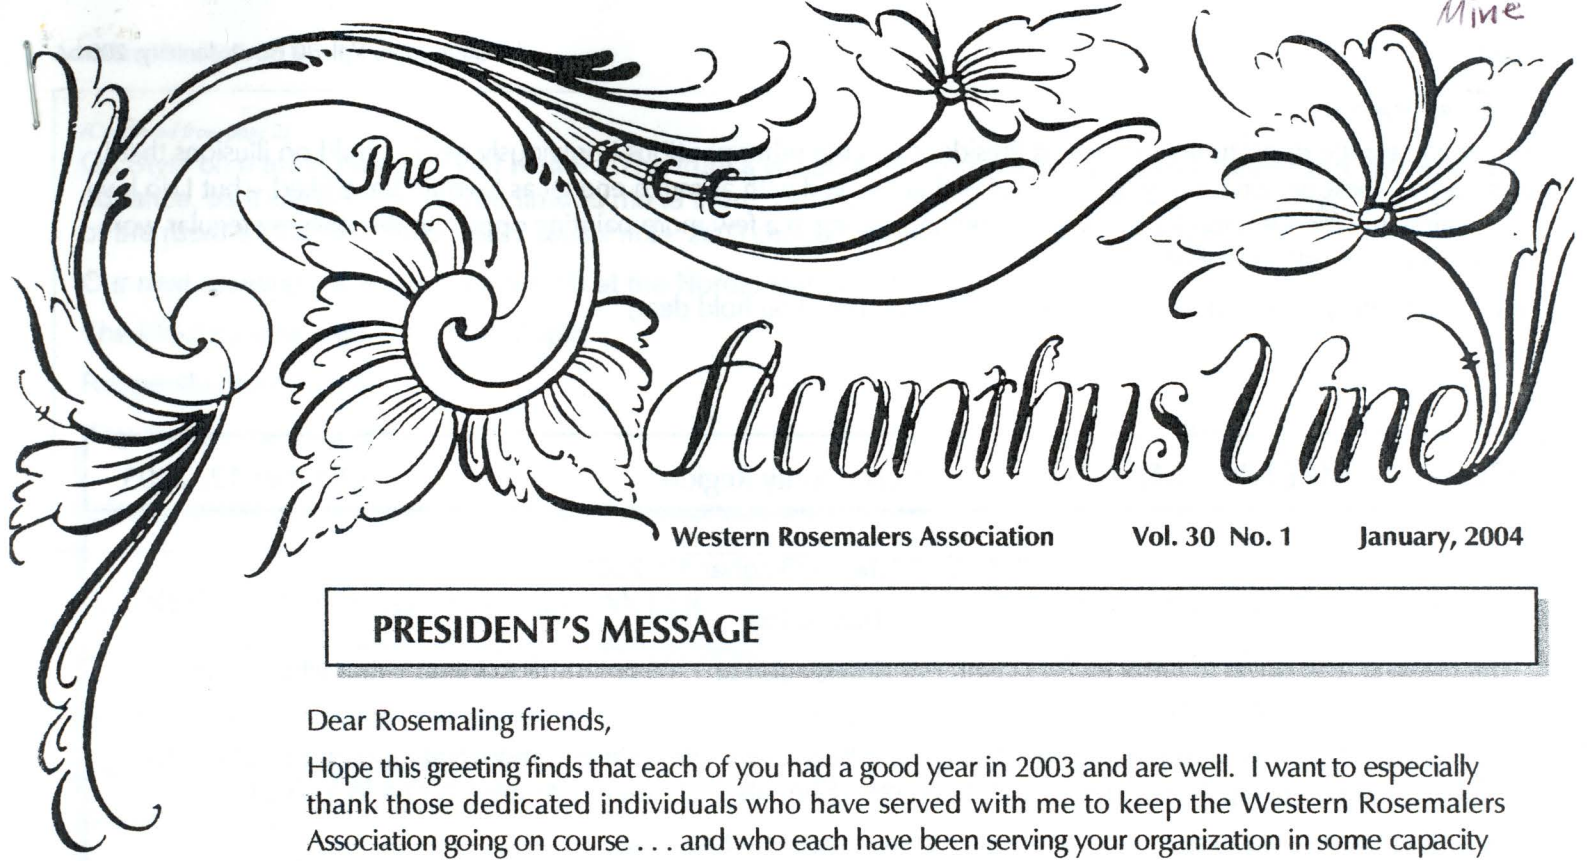 Mine
The
Acanthus Vine
Western Rosemalers Association Vol. 30 No. 1 January, 2004
PRESIDENT'S MESSAGE
Dear Rosemaling friends,
Hope this greeting finds that each of you had a good year in 2003 and are well. I want to especially
thank those dedicated individuals who have served with me to keep the Western Rosemalers
Association going on course . . . and who each have been serving your organization in some capacity